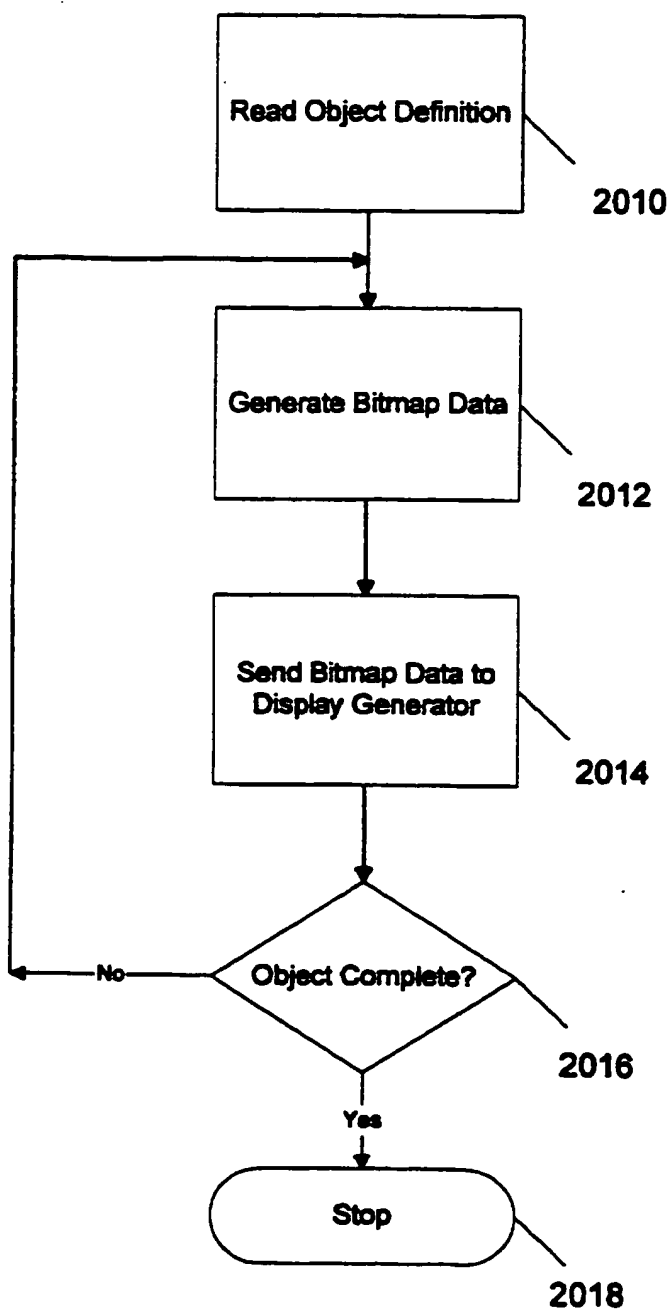 Read Object Definition
2010
Generate Bitmap Data
2012
Send Bitmap Data to
Display Generator
2014
No
Object Complete?
2016
Yes
Stop
2018